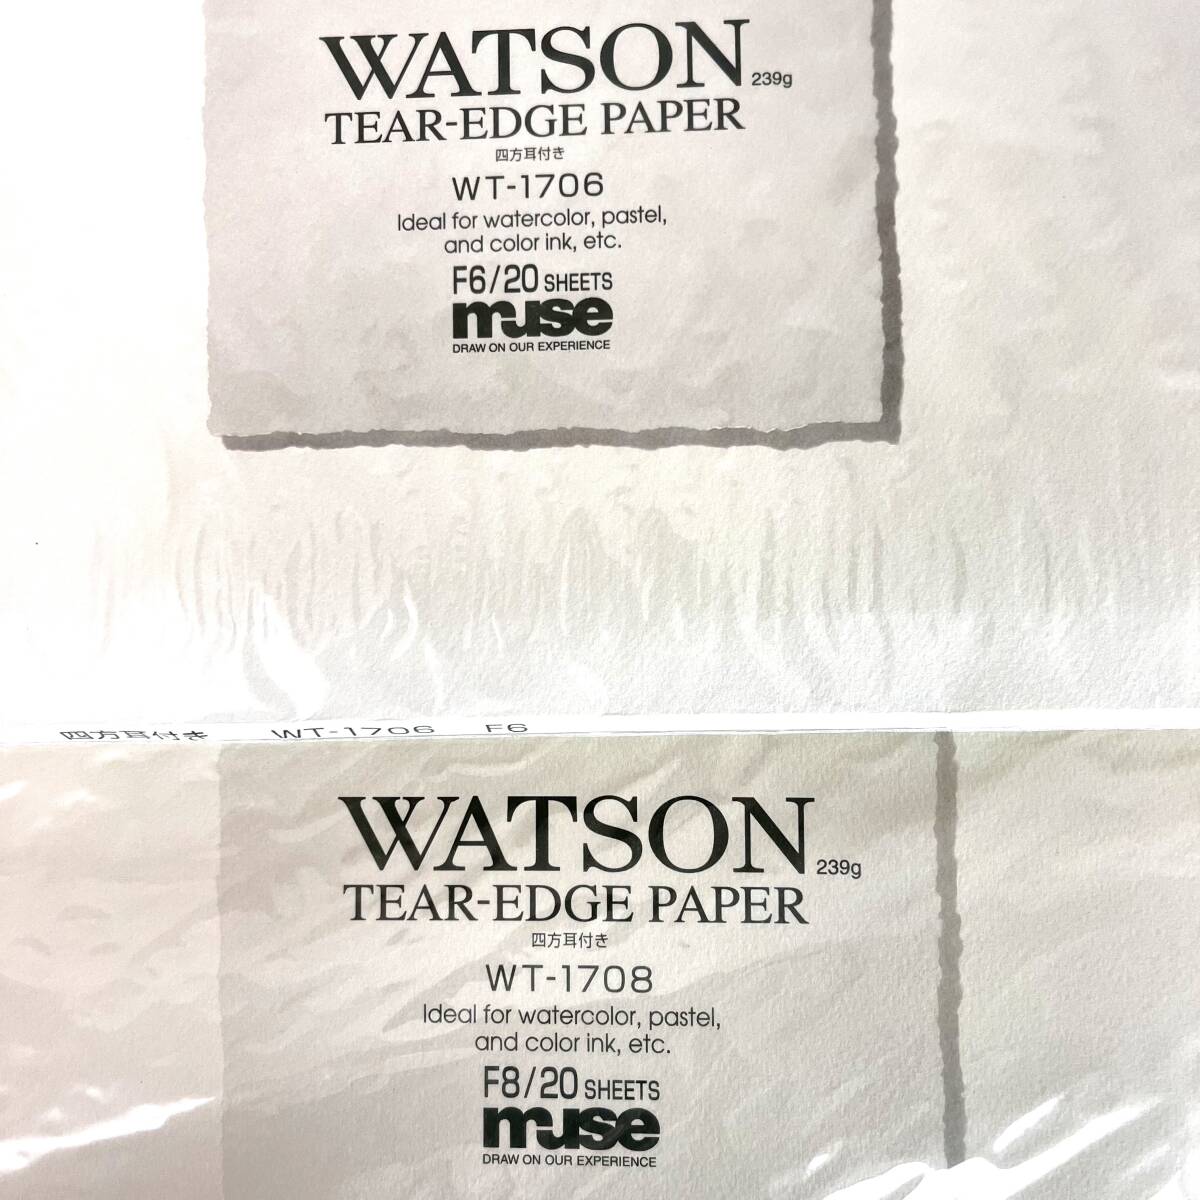 WATSON 239g
TEAR-EDGE PAPER
四方耳付き
WT-1706
Ideal for watercolor, pastel,
and color ink, etc.
F6/20 SHEETS
muse
DRAW ON OUR EXPERIENCE
四方耳付き WT-1706 F6
WATSON 239g
TEAR-EDGE PAPER
四方耳付き
WT-1708
Ideal for watercolor, pastel,
and color ink, etc.
F8/20 SHEETS
muse
DRAW ON OUR EXPERIENCE